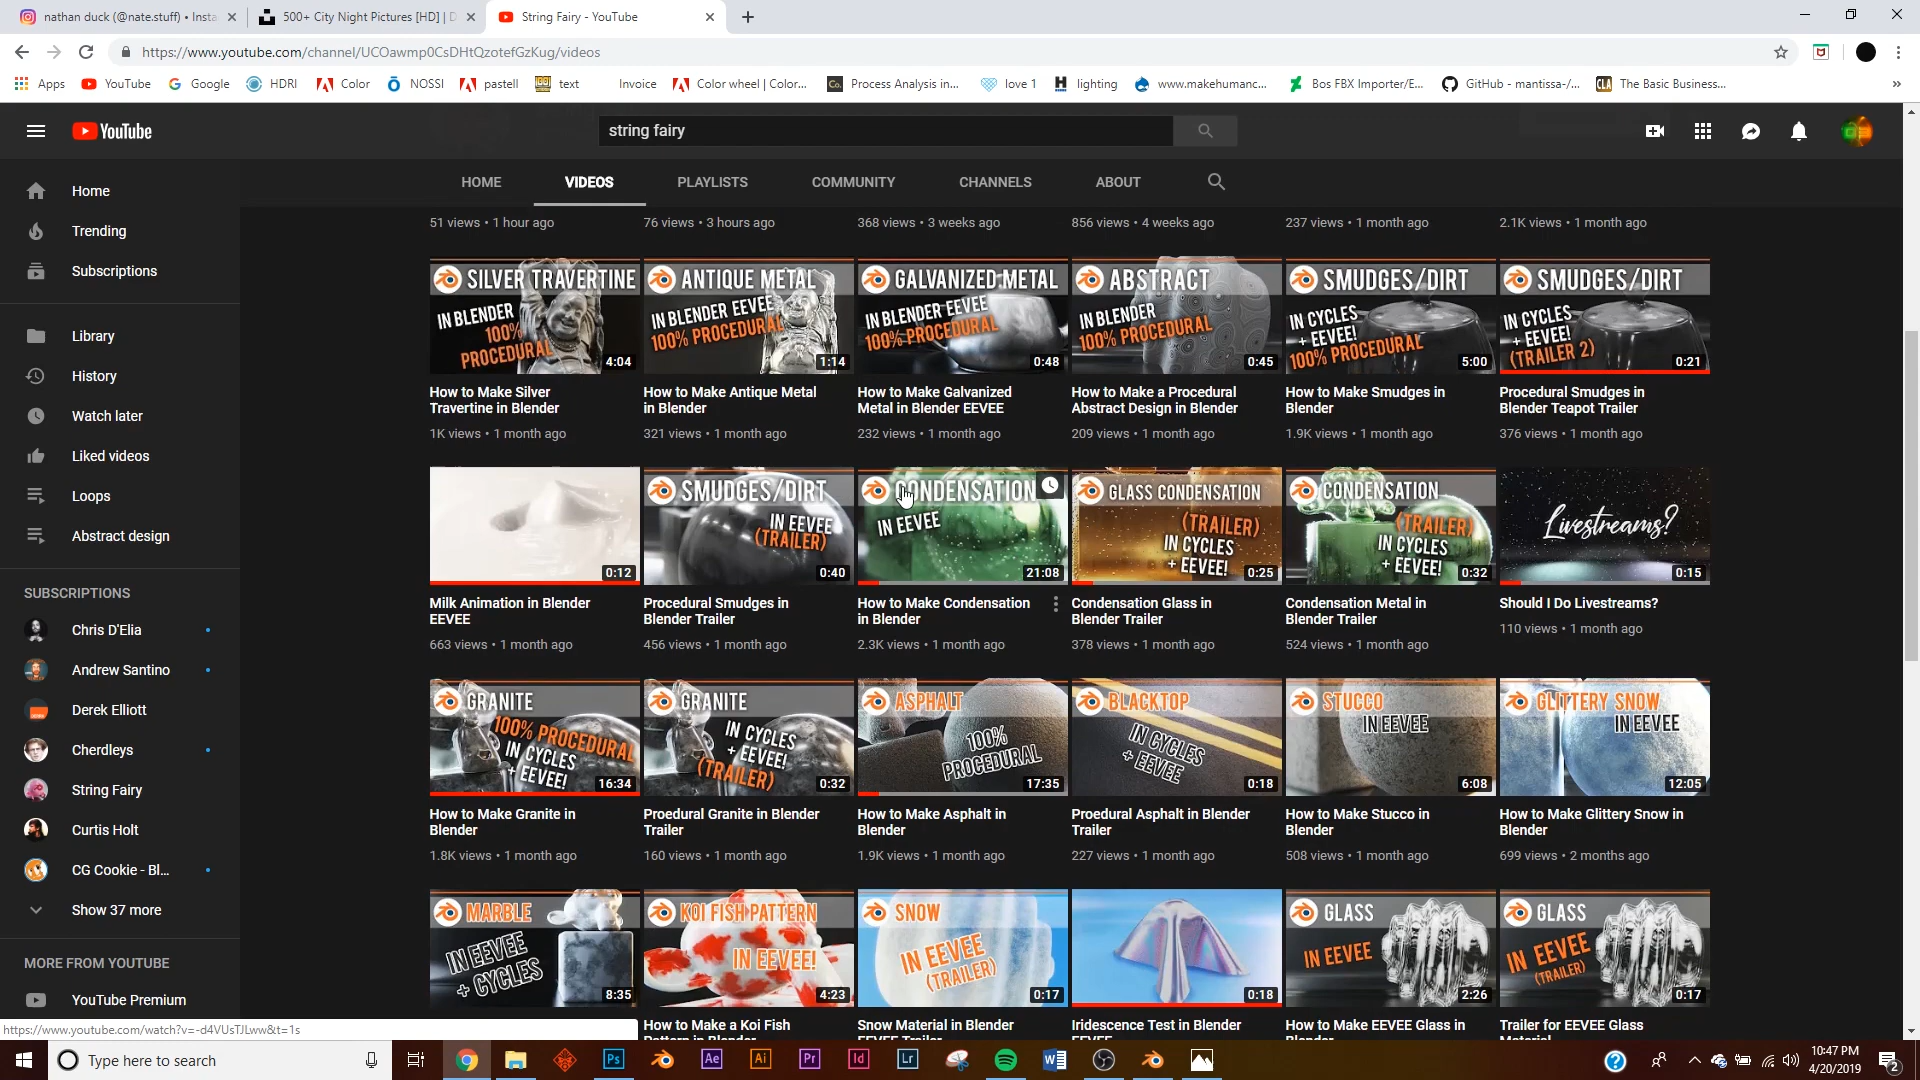 nathan duck (@nate.stuff) • Insta
500+ City Night Pictures [HD] | D
String Fairy - YouTube
https://www.youtube.com/channel/UCOawmp0CsDHtQzotefGzKug/videos
Apps YouTube Google HDRI Color NOSSI pastell text Invoice Color wheel | Color... Process Analysis in... love 1 lighting www.makehumanc... Bos FBX Importer/E... GitHub - mantissa-/... The Basic Business...
YouTube
string fairy
HOME VIDEOS PLAYLISTS COMMUNITY CHANNELS ABOUT
Home
Trending
Subscriptions
Library
History
Watch later
Liked videos
Loops
Abstract design
SUBSCRIPTIONS
Chris D'Elia
Andrew Santino
Derek Elliott
Cherdleys
String Fairy
Curtis Holt
CG Cookie - Bl...
Show 37 more
MORE FROM YOUTUBE
YouTube Premium
51 views • 1 hour ago
76 views • 3 hours ago
368 views • 3 weeks ago
856 views • 4 weeks ago
237 views • 1 month ago
2.1K views • 1 month ago
SILVER TRAVERTINE
IN BLENDER
100%
PROCEDURAL
4:04
How to Make Silver
Travertine in Blender
1K views • 1 month ago
ANTIQUE METAL
IN BLENDER EEVEE
100% PROCEDURAL
1:14
How to Make Antique Metal
in Blender
321 views • 1 month ago
GALVANIZED METAL
IN BLENDER EEVEE
100% PROCEDURAL
0:48
How to Make Galvanized
Metal in Blender EEVEE
232 views • 1 month ago
ABSTRACT
IN BLENDER
100% PROCEDURAL
0:45
How to Make a Procedural
Abstract Design in Blender
209 views • 1 month ago
SMUDGES/DIRT
IN CYCLES
+ EEVEE!
100% PROCEDURAL
5:00
How to Make Smudges in
Blender
1.9K views • 1 month ago
SMUDGES/DIRT
IN CYCLES
+ EEVEE!
(TRAILER 2)
0:21
Procedural Smudges in
Blender Teapot Trailer
376 views • 1 month ago
0:12
Milk Animation in Blender
EEVEE
663 views • 1 month ago
SMUDGES/DIRT
IN EEVEE
(TRAILER)
0:40
Procedural Smudges in
Blender Trailer
456 views • 1 month ago
CONDENSATION
IN EEVEE
21:08
How to Make Condensation
in Blender
2.3K views • 1 month ago
GLASS CONDENSATION
(TRAILER)
IN CYCLES
+ EEVEE!
0:25
Condensation Glass in
Blender Trailer
378 views • 1 month ago
CONDENSATION
(TRAILER)
IN CYCLES
+ EEVEE!
0:32
Condensation Metal in
Blender Trailer
524 views • 1 month ago
Livestreams?
0:15
Should I Do Livestreams?
110 views • 1 month ago
GRANITE
100% PROCEDURAL
IN CYCLES
+ EEVEE!
16:34
How to Make Granite in
Blender
1.8K views • 1 month ago
GRANITE
IN CYCLES
+ EEVEE!
(TRAILER)
0:32
Proedural Granite in Blender
Trailer
160 views • 1 month ago
ASPHALT
100%
PROCEDURAL
17:35
How to Make Asphalt in
Blender
1.9K views • 1 month ago
BLACKTOP
IN CYCLES
+ EEVEE
0:18
Proedural Asphalt in Blender
Trailer
227 views • 1 month ago
STUCCO
IN EEVEE
6:08
How to Make Stucco in
Blender
508 views • 1 month ago
GLITTERY SNOW
IN EEVEE
12:05
How to Make Glittery Snow in
Blender
699 views • 2 months ago
MARBLE
IN EEVEE
+ CYCLES
8:35
KOI FISH PATTERN
IN EEVEE!
4:23
How to Make a Koi Fish
Pattern in Blender
SNOW
IN EEVEE
(TRAILER)
0:17
Snow Material in Blender
EEVEE Trailer
0:18
Iridescence Test in Blender
EEVEE
GLASS
IN EEVEE
2:26
How to Make EEVEE Glass in
Blender
GLASS
IN EEVEE
(TRAILER)
0:17
Trailer for EEVEE Glass
Material
https://www.youtube.com/watch?v=-d4VUsTJLww&t=1s
Type here to search
Ps Ae Ai Pr Id Lr
10:47 PM
4/20/2019
2